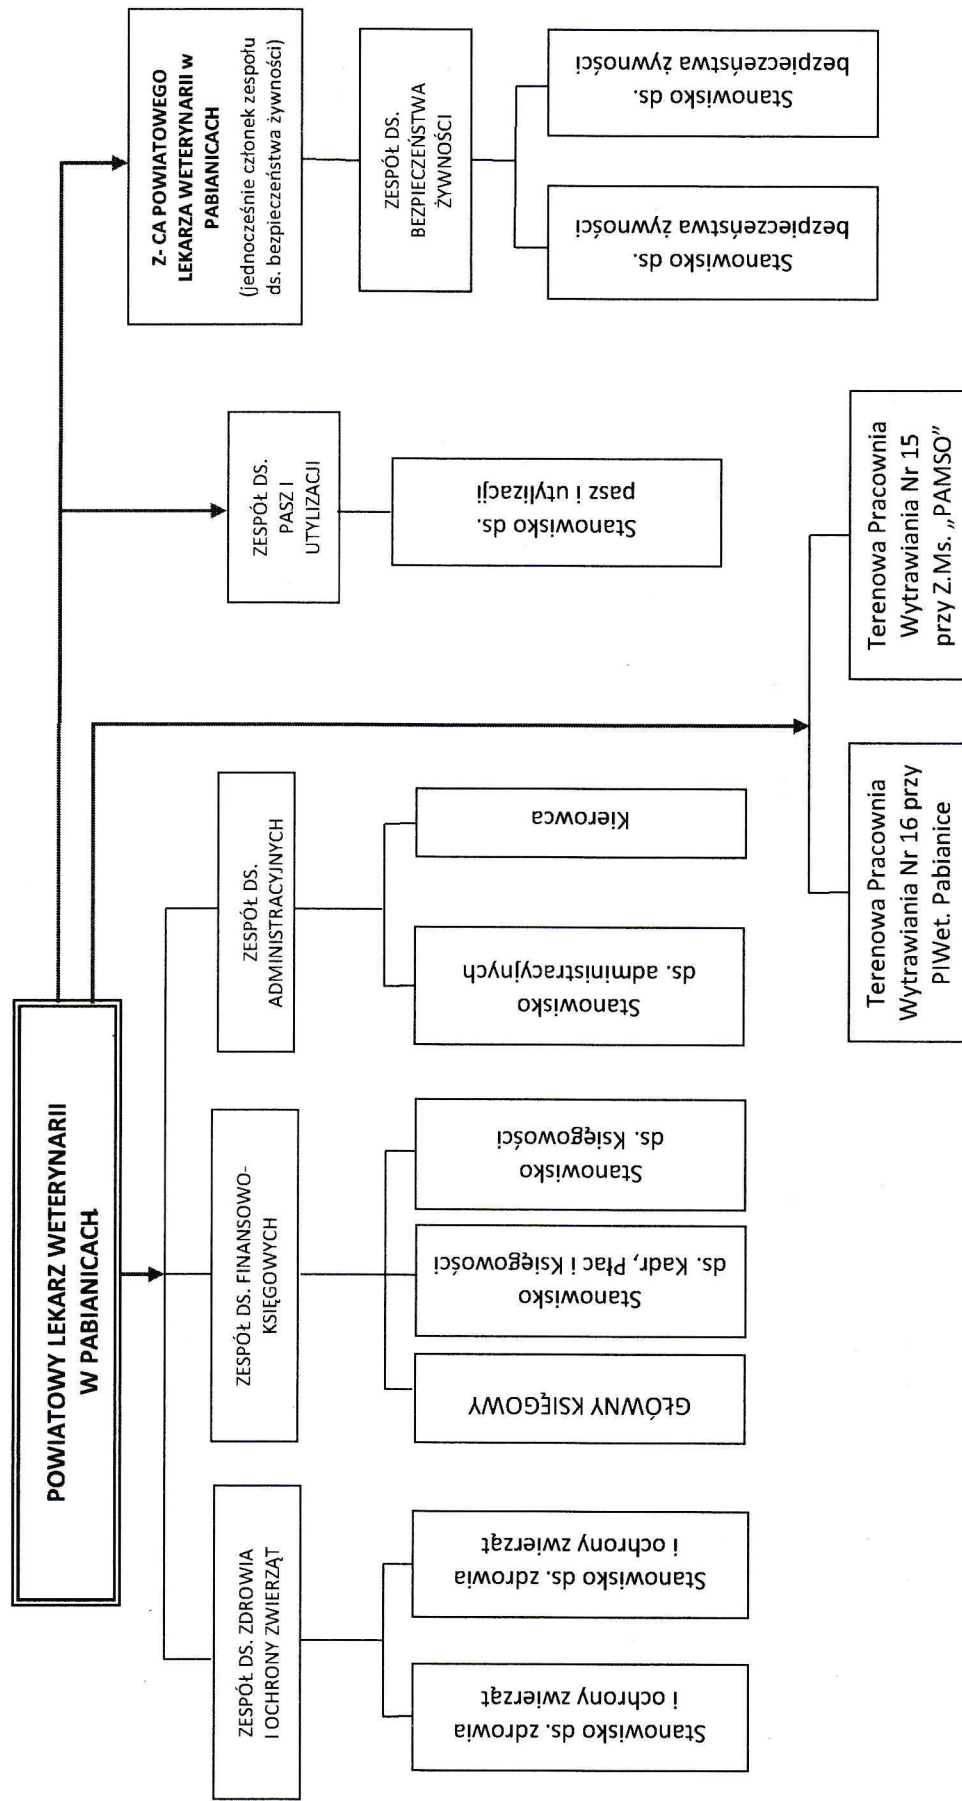 POWIATOWY LEKARZ WETERYNARII
W PABIANICACH
ZESPÓŁ DS. ZDROWIA
I OCHRONY ZWIERZĄT
Stanowisko ds. zdrowia
i ochrony zwierząt
Stanowisko ds. zdrowia
i ochrony zwierząt
ZESPÓŁ DS. FINANSOWO-
KSIĘGOWYCH
GŁÓWNY KSIĘGOWY
Stanowisko
ds. Kadr, Płac i Księgowości
Stanowisko
ds. Księgowości
ZESPÓŁ DS.
ADMINISTRACYJNYCH
Stanowisko
ds. administracyjnych
Kierowca
Terenowa Pracownia
Wytrawiania Nr 16 przy
PIWet. Pabianice
Terenowa Pracownia
Wytrawiania Nr 15
przy Z.Ms. „PAMSO”
ZESPÓŁ DS.
PASZ I
UTYLIZACJI
Stanowisko ds.
pasz i utylizacji
Z- CA POWIATOWEGO
LEKARZA WETERYNARII w
PABIANICACH
(jednocześnie członek zespołu
ds. bezpieczeństwa żywności)
ZESPÓŁ DS.
BEZPIECZEŃSTWA
ŻYWNOŚCI
Stanowisko ds.
bezpieczeństwa żywności
Stanowisko ds.
bezpieczeństwa żywności